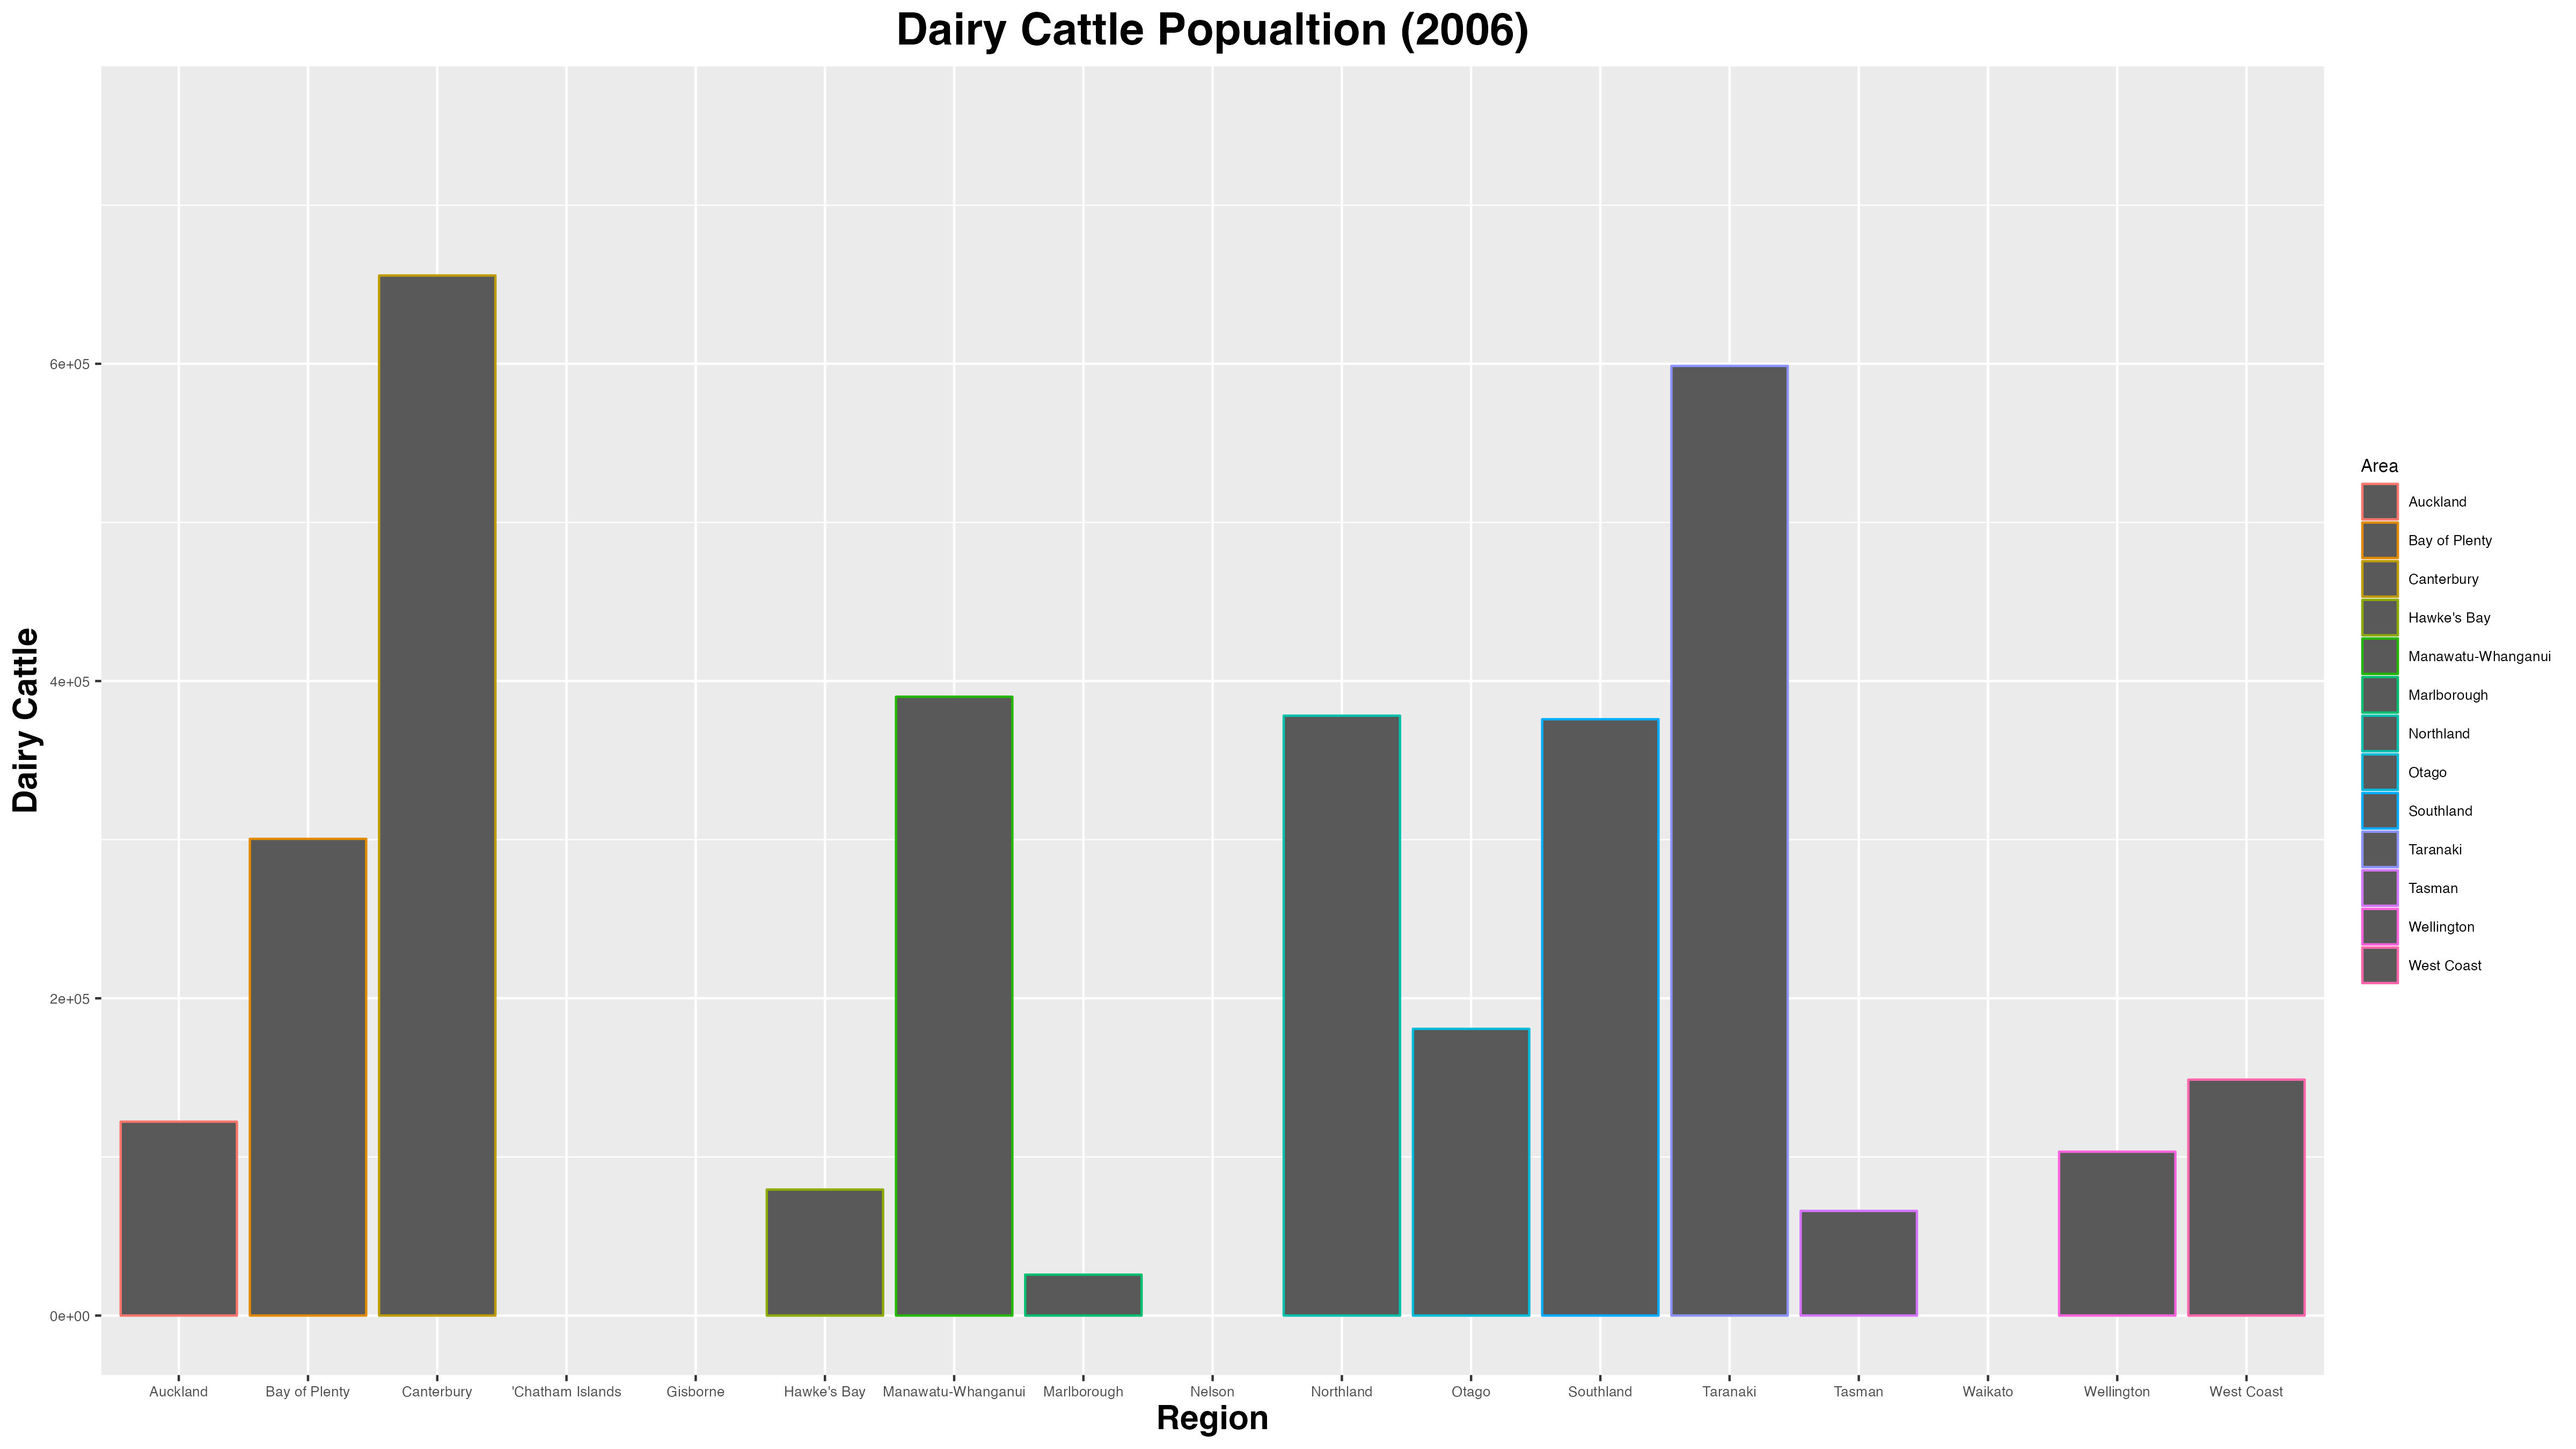 Dairy Cattle Popualtion (2006)
Dairy Cattle
6e+05
4e+05
2e+05
0e+00
Auckland
Bay of Plenty
Canterbury
'Chatham Islands
Gisborne
Hawke's Bay
Manawatu-Whanganui
Marlborough
Nelson
Northland
Otago
Southland
Taranaki
Tasman
Waikato
Wellington
West Coast
Region
Area
Auckland
Bay of Plenty
Canterbury
Hawke's Bay
Manawatu-Whanganui
Marlborough
Northland
Otago
Southland
Taranaki
Tasman
Wellington
West Coast